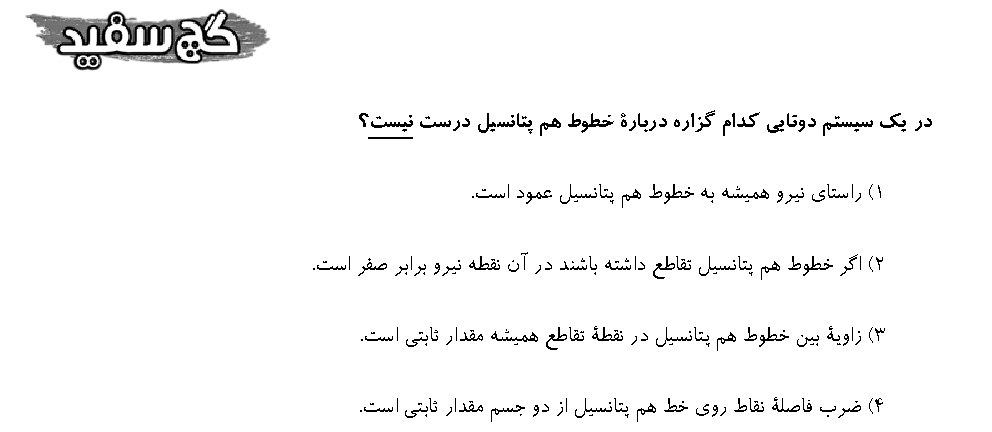 گچ سفید
در یک سیستم دوتایی کدام گزاره دربارهٔ خطوط هم پتانسیل درست نیست؟
۱) راستای نیرو همیشه به خطوط هم پتانسیل عمود است.
۲) اگر خطوط هم پتانسیل تقاطع داشته باشند در آن نقطه نیرو برابر صفر است.
۳) زاویهٔ بین خطوط هم پتانسیل در نقطهٔ تقاطع همیشه مقدار ثابتی است.
۴) ضرب فاصلهٔ نقاط روی خط هم پتانسیل از دو جسم مقدار ثابتی است.